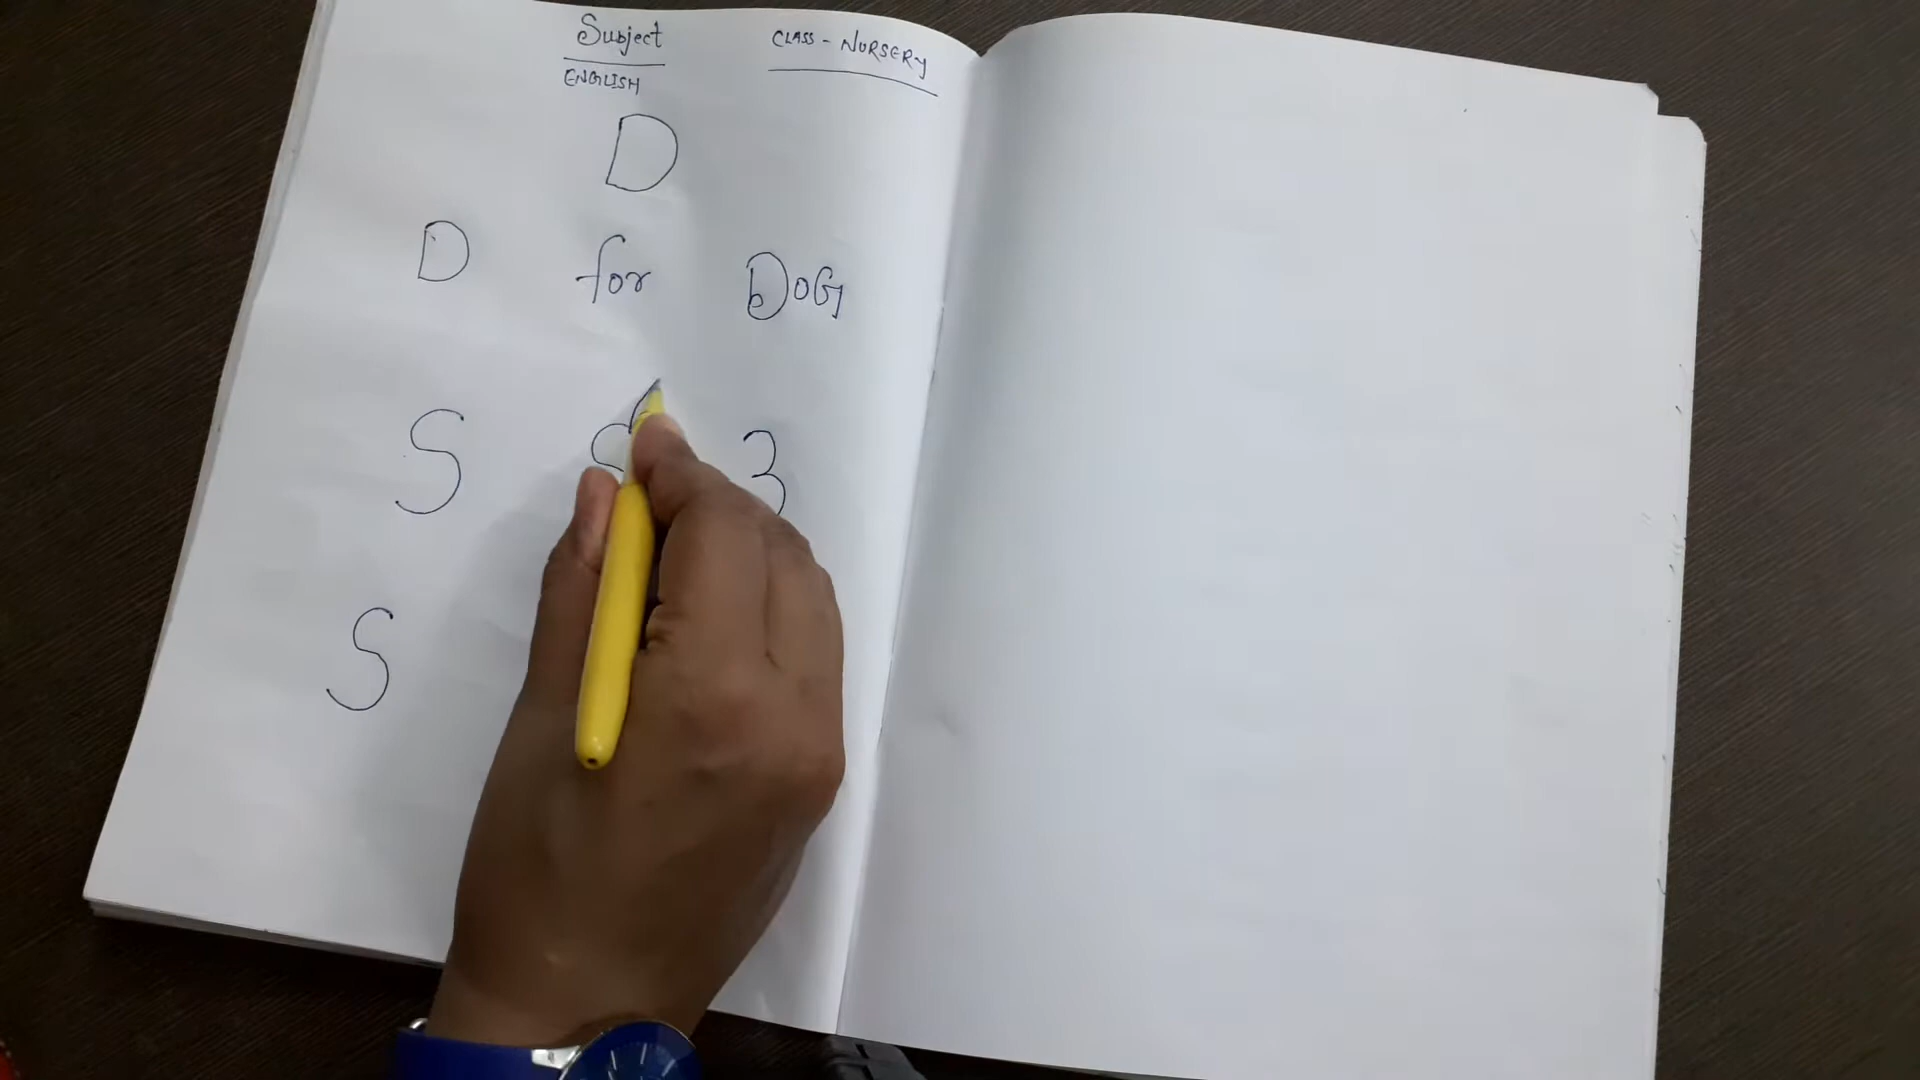 Subject CLASS - NURSERY
ENGLISH
D
D for DOG
S 3
S